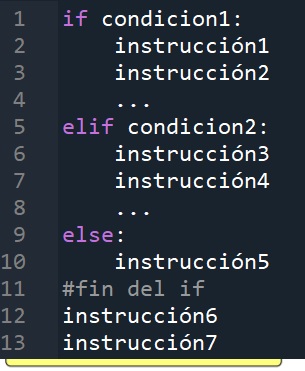 1 if condicion1:
2     instrucción1
3     instrucción2
4     ...
5 elif condicion2:
6     instrucción3
7     instrucción4
8     ...
9 else:
10     instrucción5
11 #fin del if
12 instrucción6
13 instrucción7